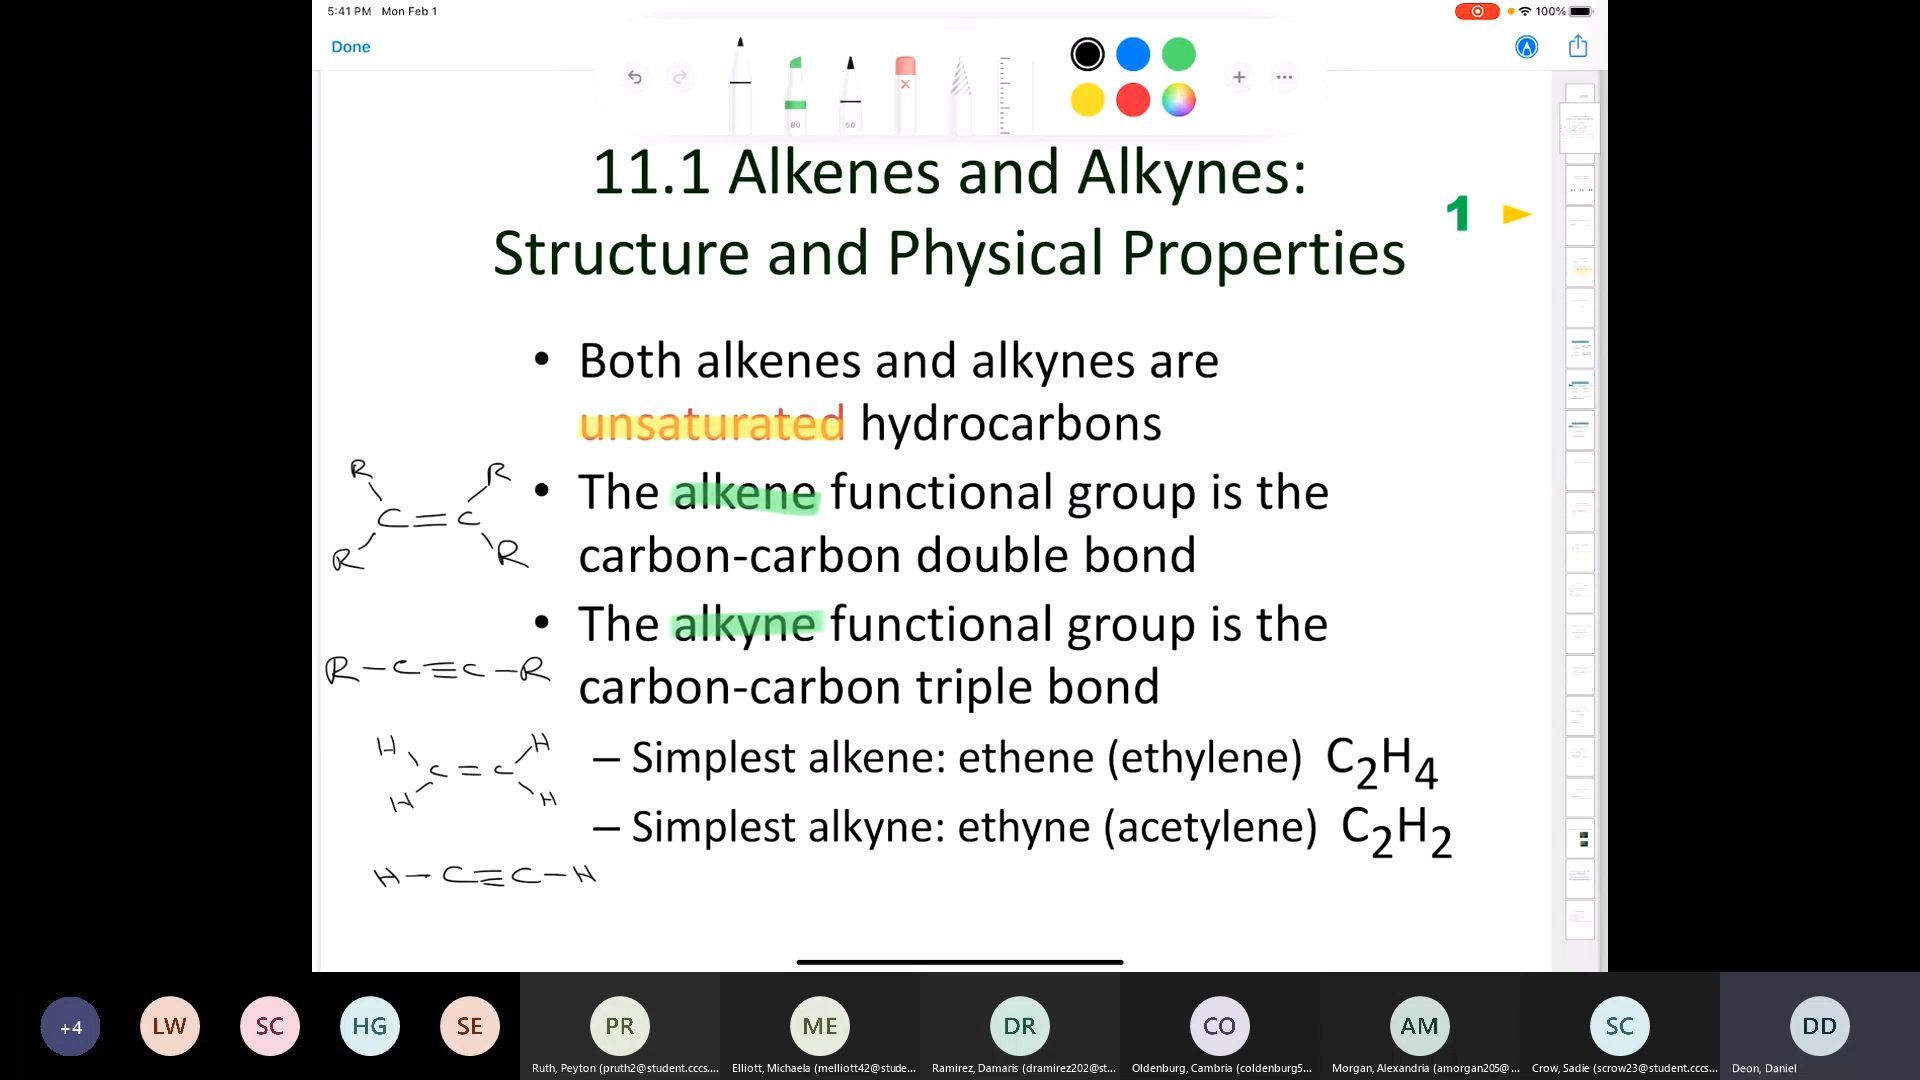 5:41 PM Mon Feb 1
100%
Done
80
50
11.1 Alkenes and Alkynes:
Structure and Physical Properties
1
• Both alkenes and alkynes are
unsaturated hydrocarbons
• The alkene functional group is the
carbon-carbon double bond
• The alkyne functional group is the
carbon-carbon triple bond
– Simplest alkene: ethene (ethylene) C₂H₄
– Simplest alkyne: ethyne (acetylene) C₂H₂
R R
C=C
R R
R-C≡C-R
H H
C=C
H H
H-C≡C-H
+4 LW SC HG SE PR ME DR CO AM SC DD
Ruth, Peyton (pruth2@student.cccs.... Elliott, Michaela (melliott42@stude... Ramirez, Damaris (dramirez202@st... Oldenburg, Cambria (coldenburg5... Morgan, Alexandria (amorgan205@... Crow, Sadie (scrow23@student.cccs... Deon, Daniel